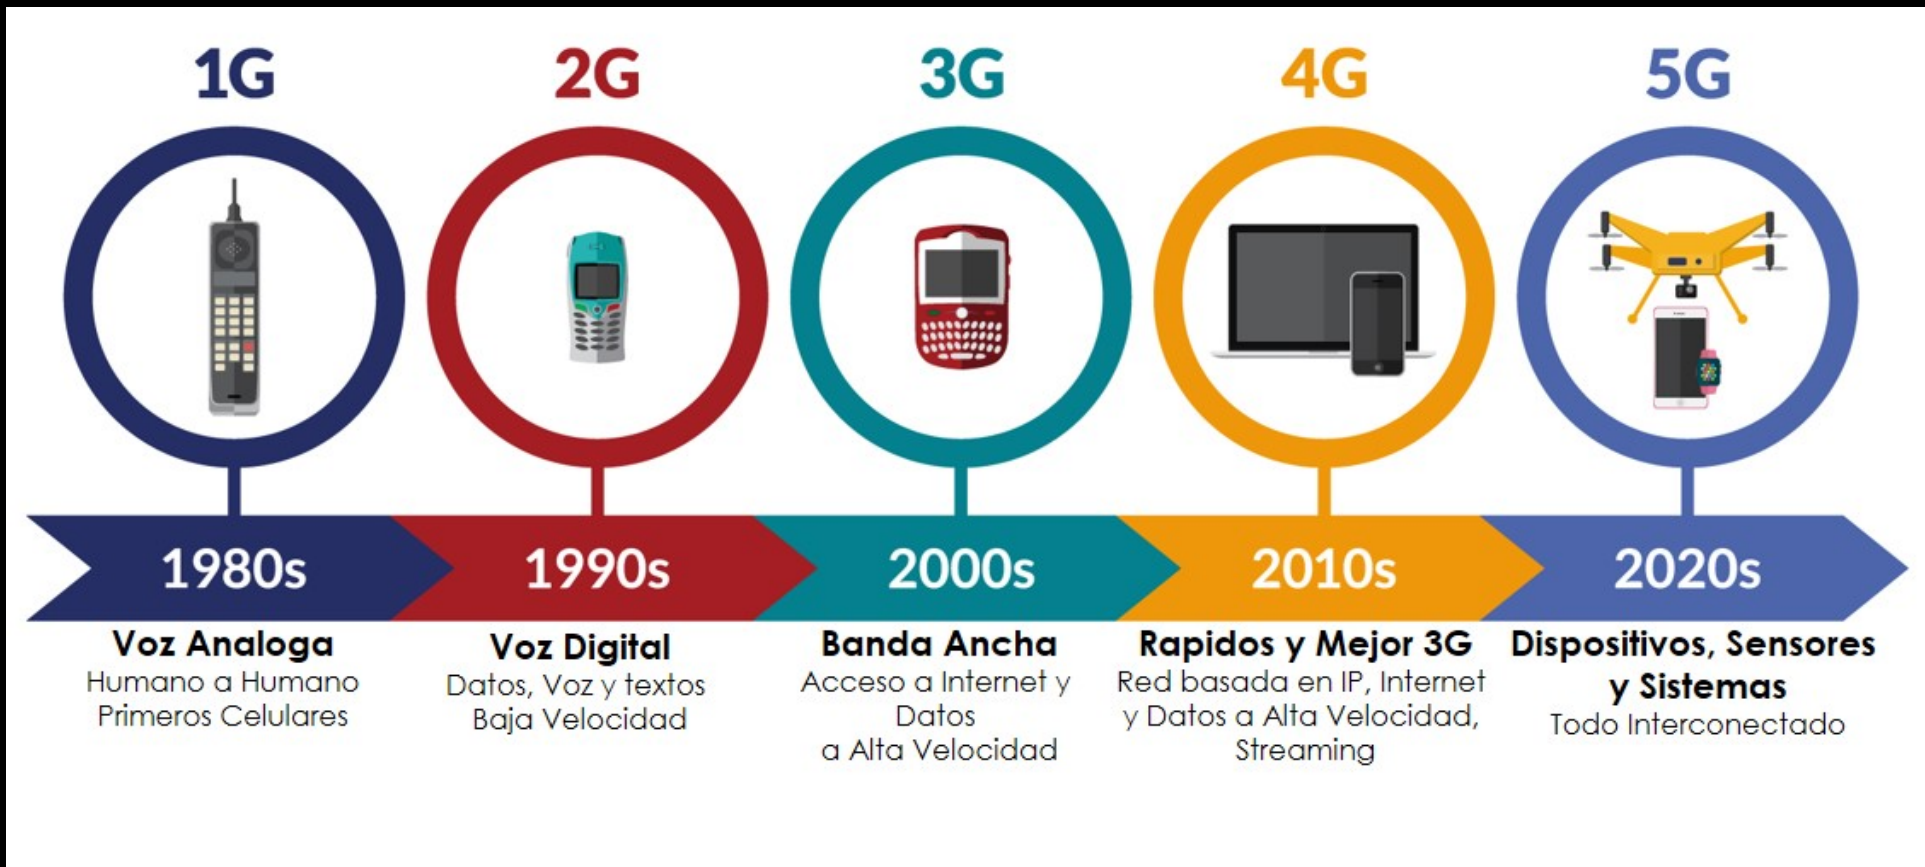 1G
2G
3G
4G
5G
1980s
1990s
2000s
2010s
2020s
Voz Analoga
Humano a Humano
Primeros Celulares
Voz Digital
Datos, Voz y textos
Baja Velocidad
Banda Ancha
Acceso a Internet y
Datos
a Alta Velocidad
Rapidos y Mejor 3G
Red basada en IP, Internet
y Datos a Alta Velocidad,
Streaming
Dispositivos, Sensores
y Sistemas
Todo Interconectado